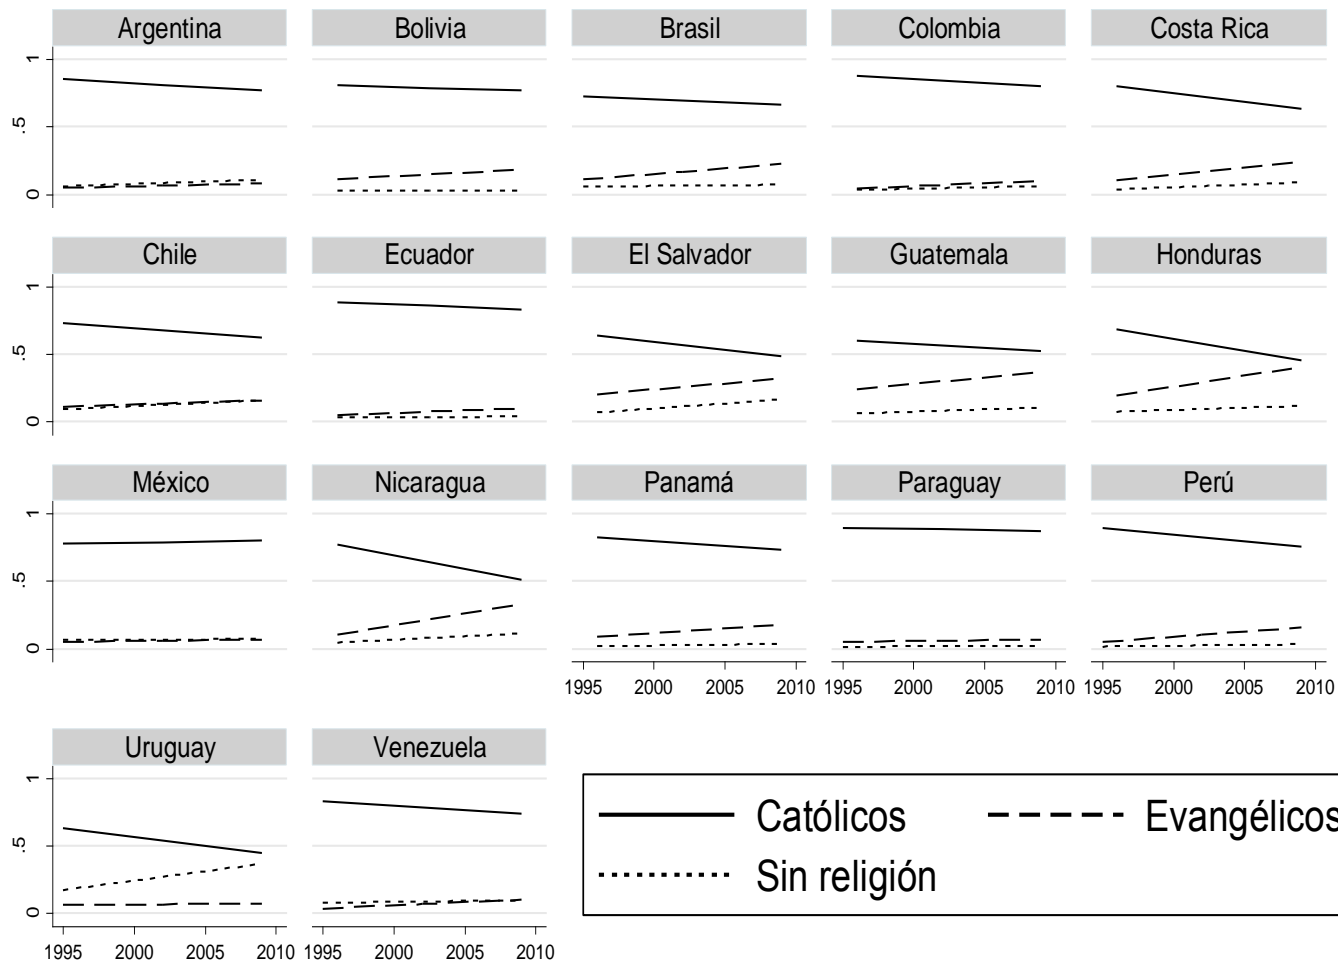 Argentina Bolivia Brasil Colombia Costa Rica
1
.5
0
Chile Ecuador El Salvador Guatemala Honduras
1
.5
0
México Nicaragua Panamá Paraguay Perú
1
.5
0
1995 2000 2005 2010 1995 2000 2005 2010 1995 2000 2005 2010
Uruguay Venezuela
1
.5
0
1995 2000 2005 2010 1995 2000 2005 2010
Católicos Evangélicos
Sin religión